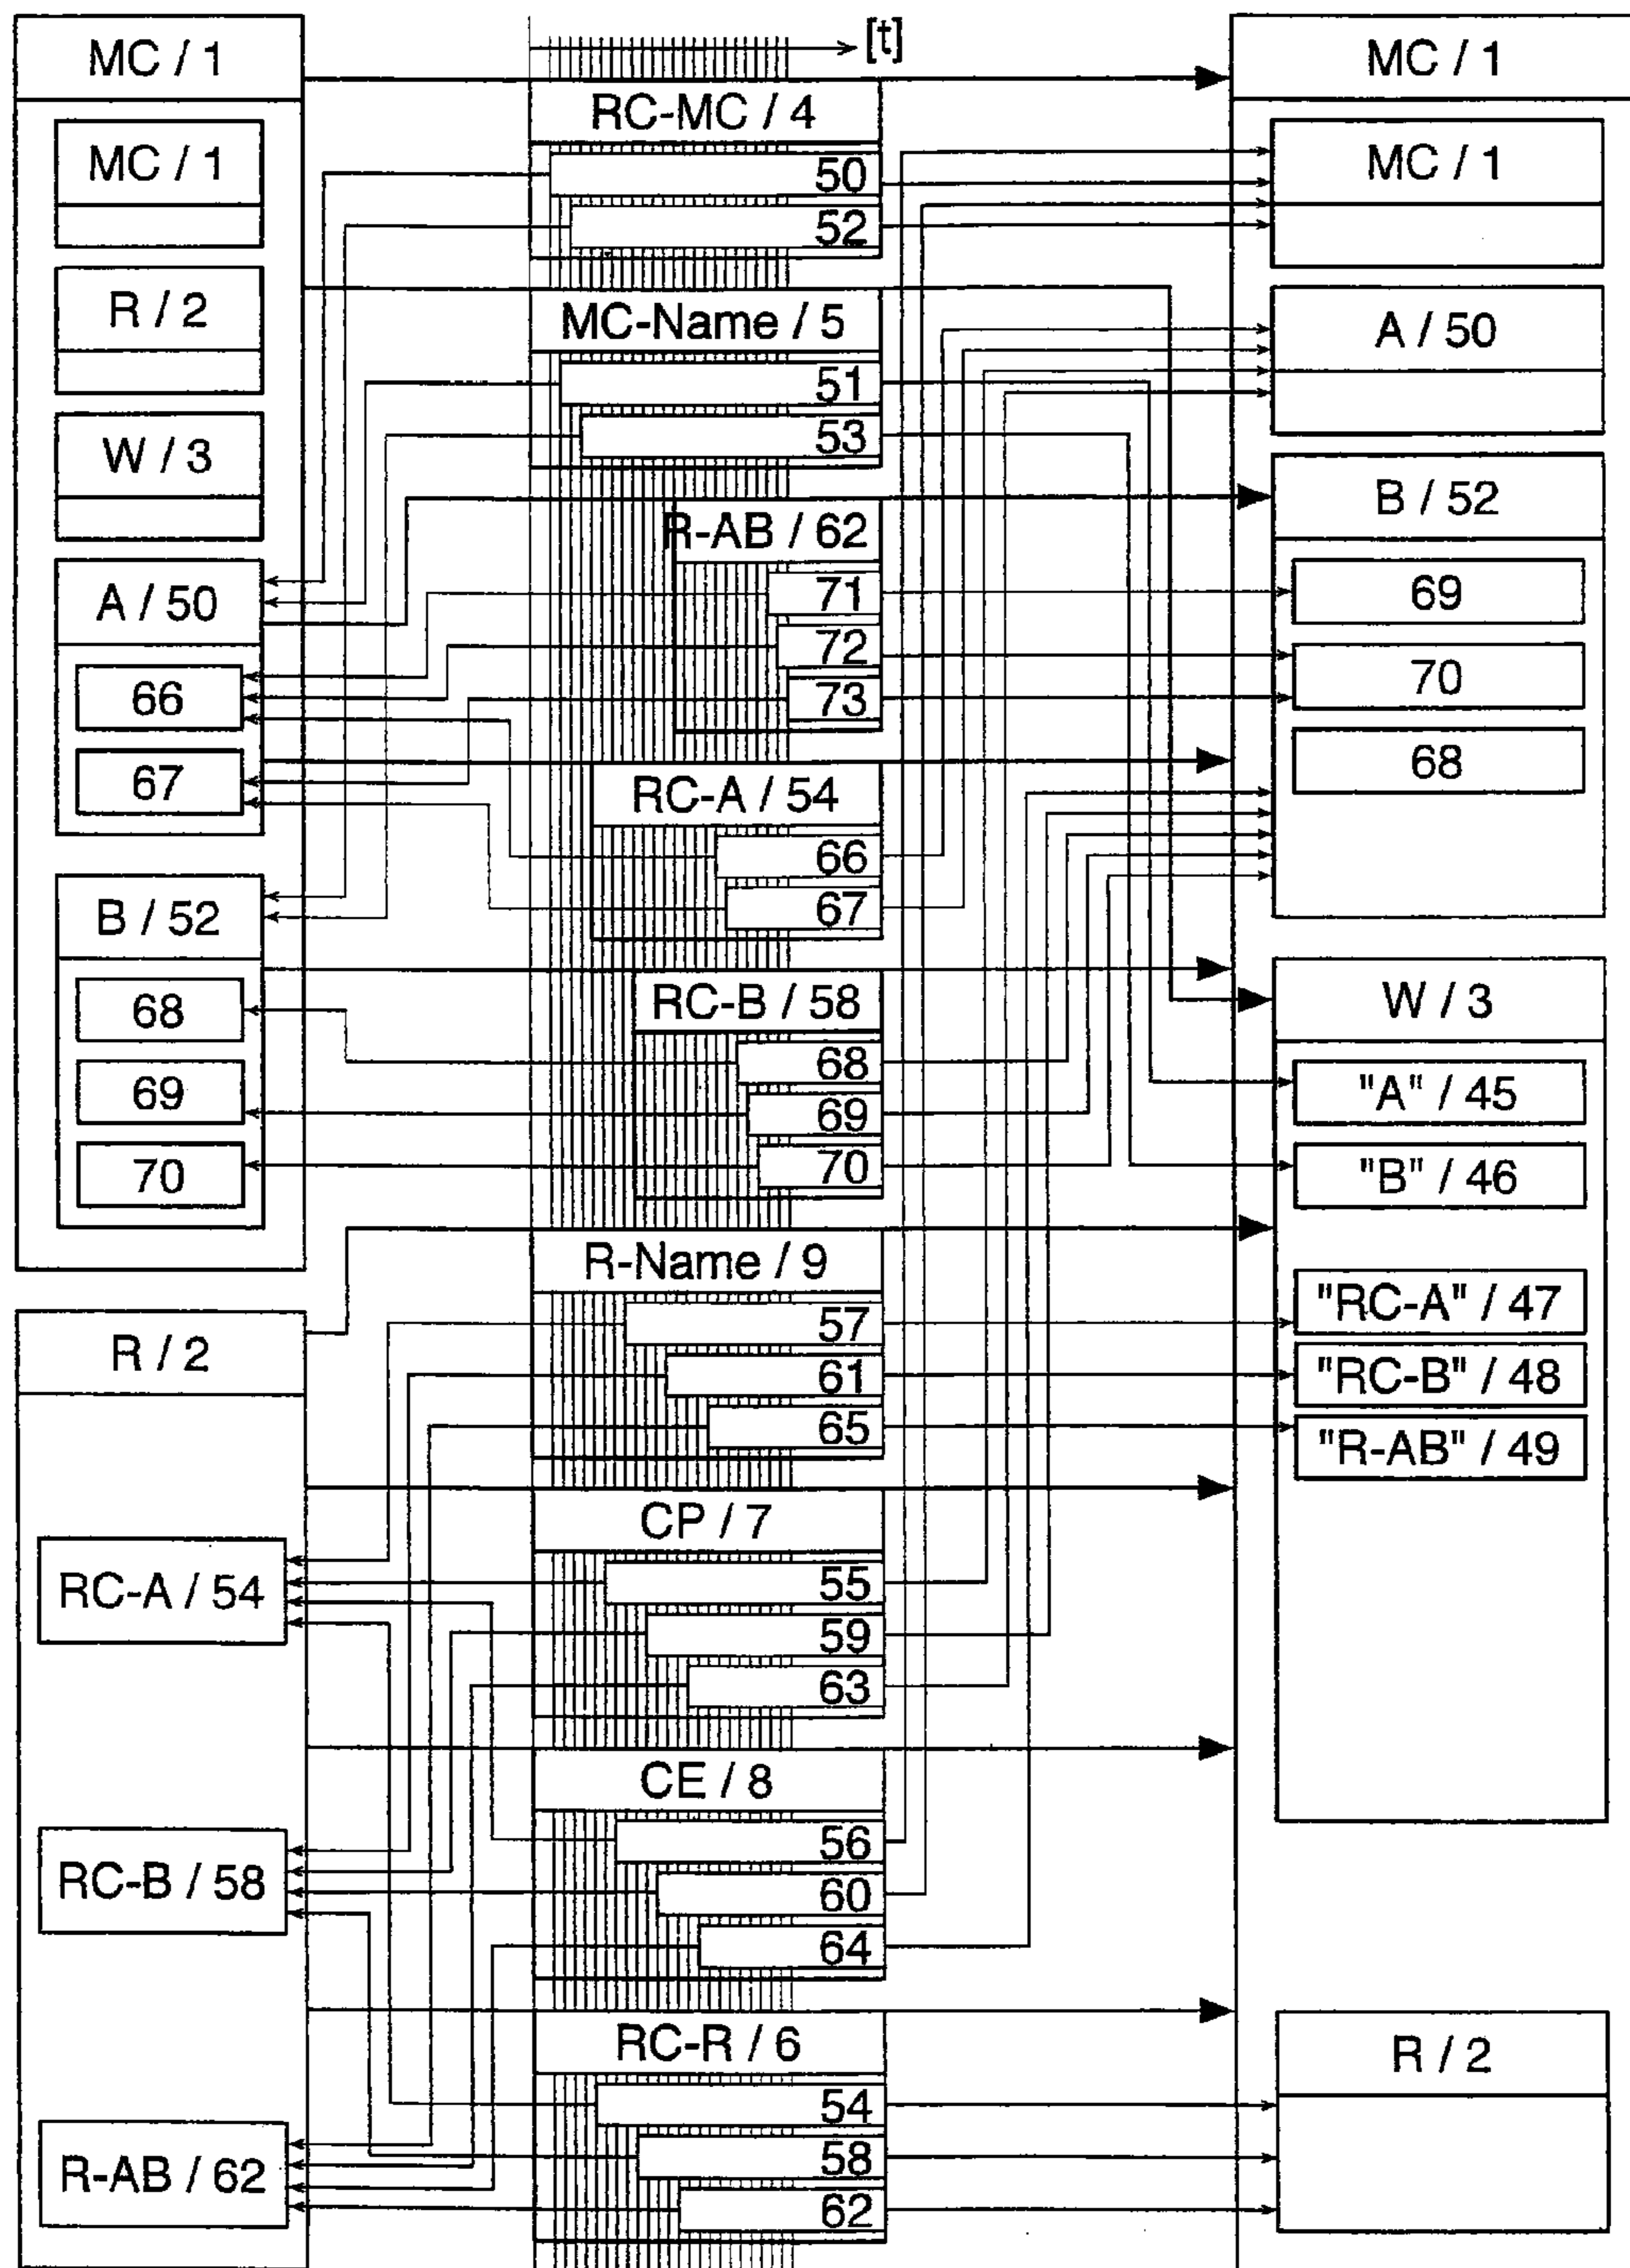 MC / 1
MC / 1
R / 2
W / 3
A / 50
66
67
B / 52
68
69
70
R / 2
RC-A / 54
RC-B / 58
R-AB / 62
[t]
RC-MC / 4
50
52
MC-Name / 5
51
53
R-AB / 62
71
72
73
RC-A / 54
66
67
RC-B / 58
68
69
70
R-Name / 9
57
61
65
CP / 7
55
59
63
CE / 8
56
60
64
RC-R / 6
54
58
62
MC / 1
MC / 1
A / 50
B / 52
69
70
68
W / 3
"A" / 45
"B" / 46
"RC-A" / 47
"RC-B" / 48
"R-AB" / 49
R / 2